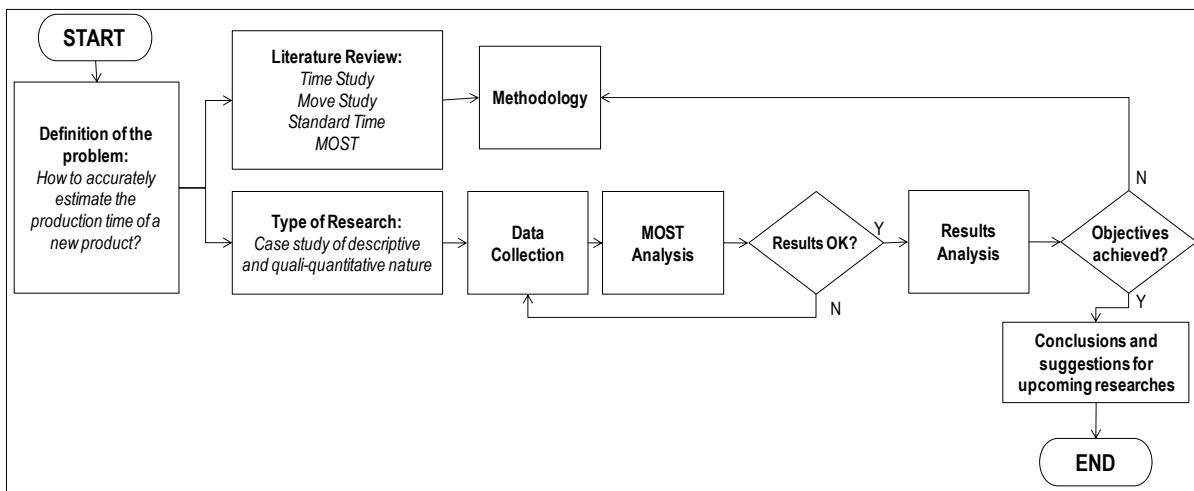 START
Definition of the
problem:
How to accurately
estimate the
production time of a
new product?
Literature Review:
Time Study
Move Study
Standard Time
MOST
Methodology
Type of Research:
Case study of descriptive
and quali-quantitative nature
Data
Collection
MOST
Analysis
Results OK?
Y
N
Results
Analysis
Objectives
achieved?
N
Y
Conclusions and
suggestions for
upcoming researches
END